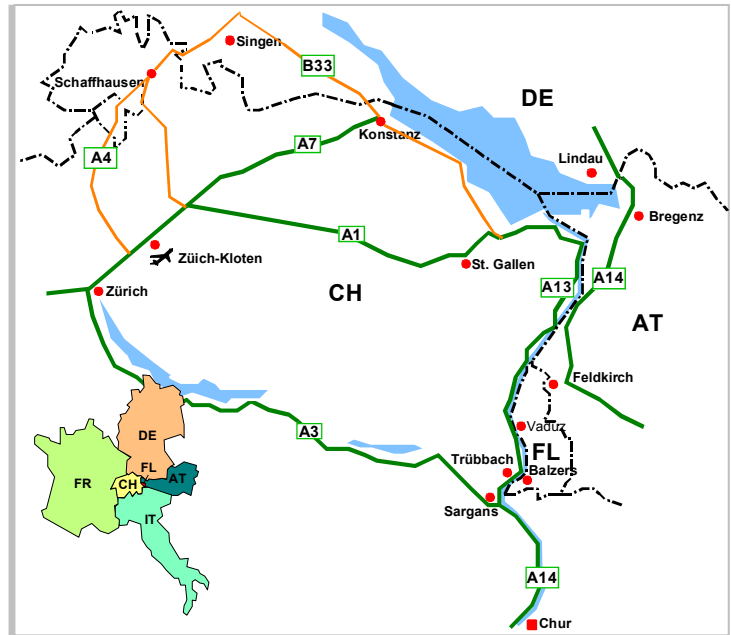 Singen
Schaffhausen
B33
DE
Konstanz
A7
A4
Lindau
Bregenz
A1
Züich-Kloten
St. Gallen
A13
A14
Zürich
CH
AT
Feldkirch
A3
Vaduz
FL
Trübbach
Balzers
Sargans
A14
Chur
DE
FL
FR
CH
AT
IT